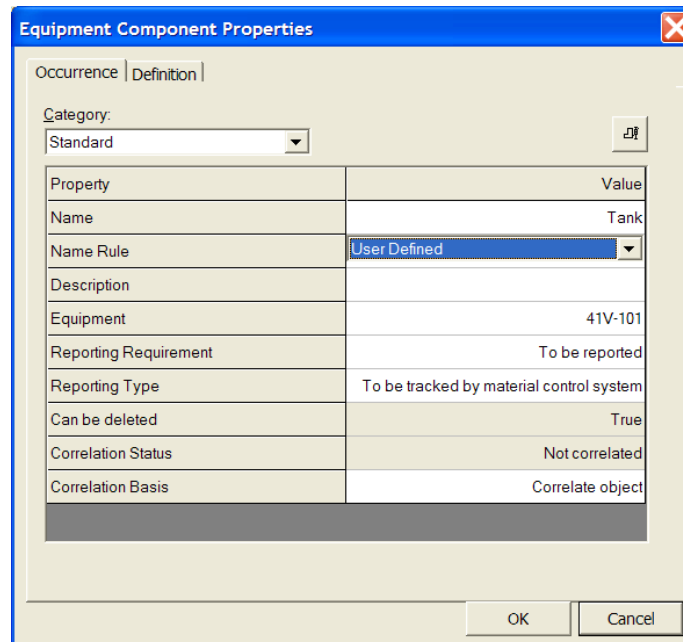 Equipment Component Properties
Occurrence Definition
Category:
Standard
Property Value
Name Tank
Name Rule User Defined
Description
Equipment 41V-101
Reporting Requirement To be reported
Reporting Type To be tracked by material control system
Can be deleted True
Correlation Status Not correlated
Correlation Basis Correlate object
OK Cancel